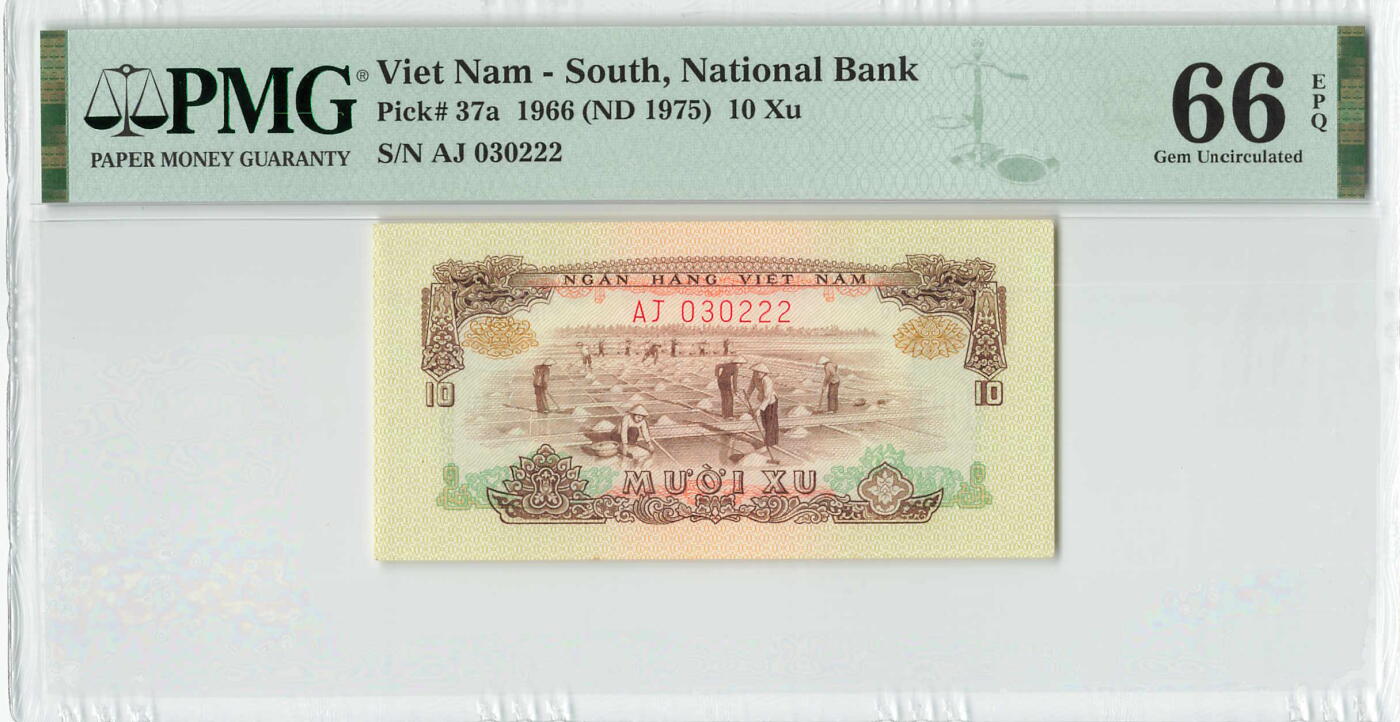 PMG®
PAPER MONEY GUARANTY
Viet Nam - South, National Bank
Pick# 37a 1966 (ND 1975) 10 Xu
S/N AJ 030222
66
EPQ
Gem Uncirculated
NGÂN HÀNG VIỆT NAM
AJ 030222
10
10
MƯỜI XU